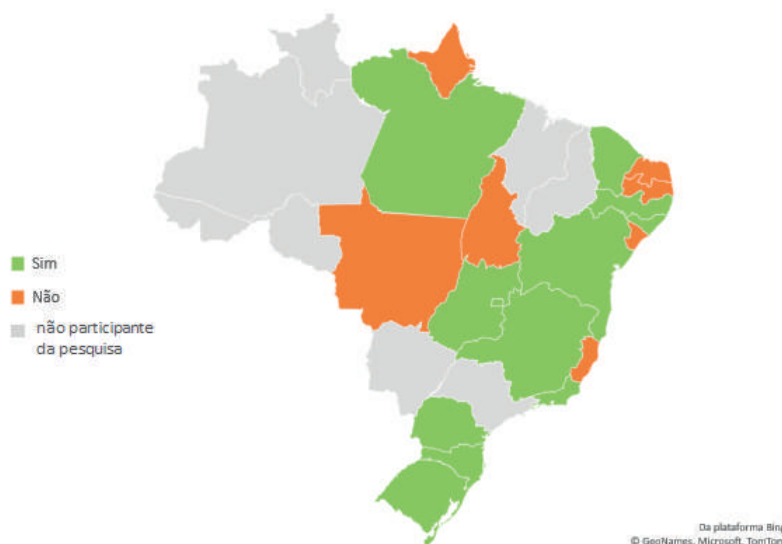 Sim
Não
não participante
da pesquisa
Da plataforma Bing
© GeoNames, Microsoft, TomTom